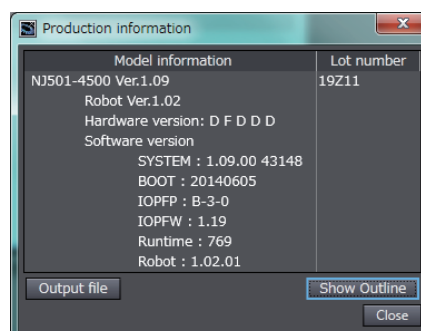 Production information
Model information Lot number
NJ501-4500 Ver.1.09 19Z11
Robot Ver.1.02
Hardware version: D F D D D
Software version
SYSTEM : 1.09.00 43148
BOOT : 20140605
IOPFP : B-3-0
IOPFW : 1.19
Runtime : 769
Robot : 1.02.01
Output file Show Outline
Close